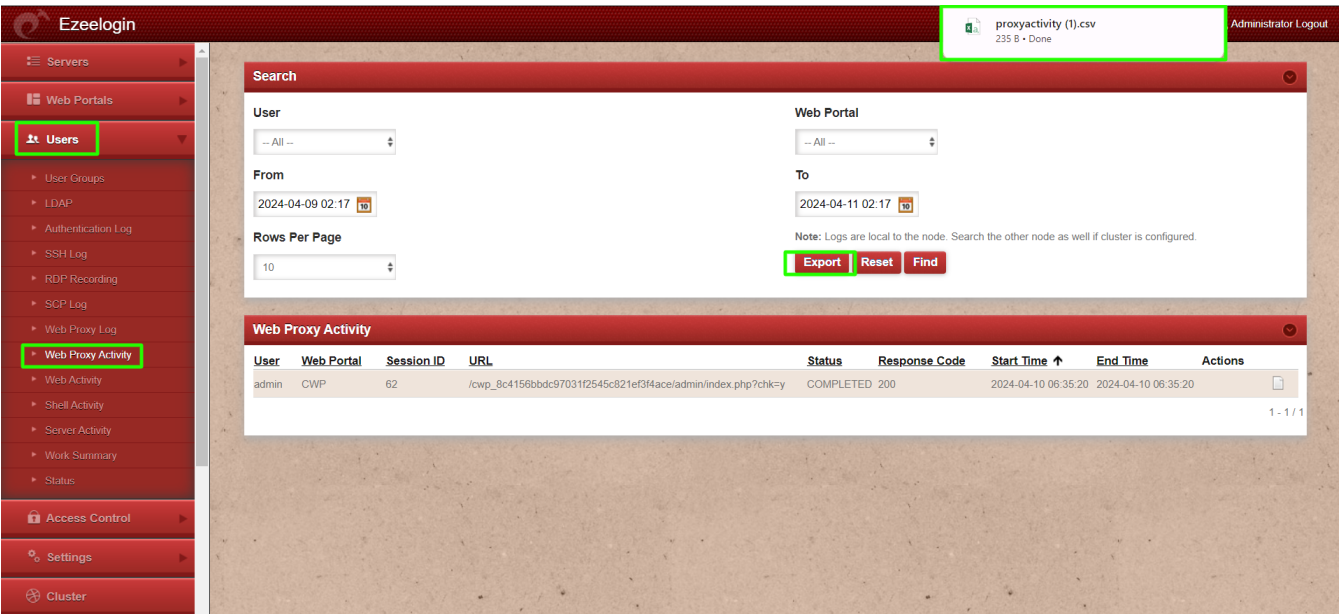 Ezeelogin
proxyactivity (1).csv
235 B • Done
Administrator Logout
Servers
Web Portals
Users
User Groups
LDAP
Authentication Log
SSH Log
RDP Recording
SCP Log
Web Proxy Log
Web Proxy Activity
Web Activity
Shell Activity
Server Activity
Work Summary
Status
Access Control
Settings
Cluster
Search
User
Web Portal
-- All --
-- All --
From
To
2024-04-09 02:17
2024-04-11 02:17
Rows Per Page
Note: Logs are local to the node. Search the other node as well if cluster is configured.
10
Export Reset Find
Web Proxy Activity
User Web Portal Session ID URL Status Response Code Start Time ↑ End Time Actions
admin CWP 62 /cwp_8c4156bbdc97031f2545c821ef3f4ace/admin/index.php?chk=y COMPLETED 200 2024-04-10 06:35:20 2024-04-10 06:35:20
1 - 1 / 1